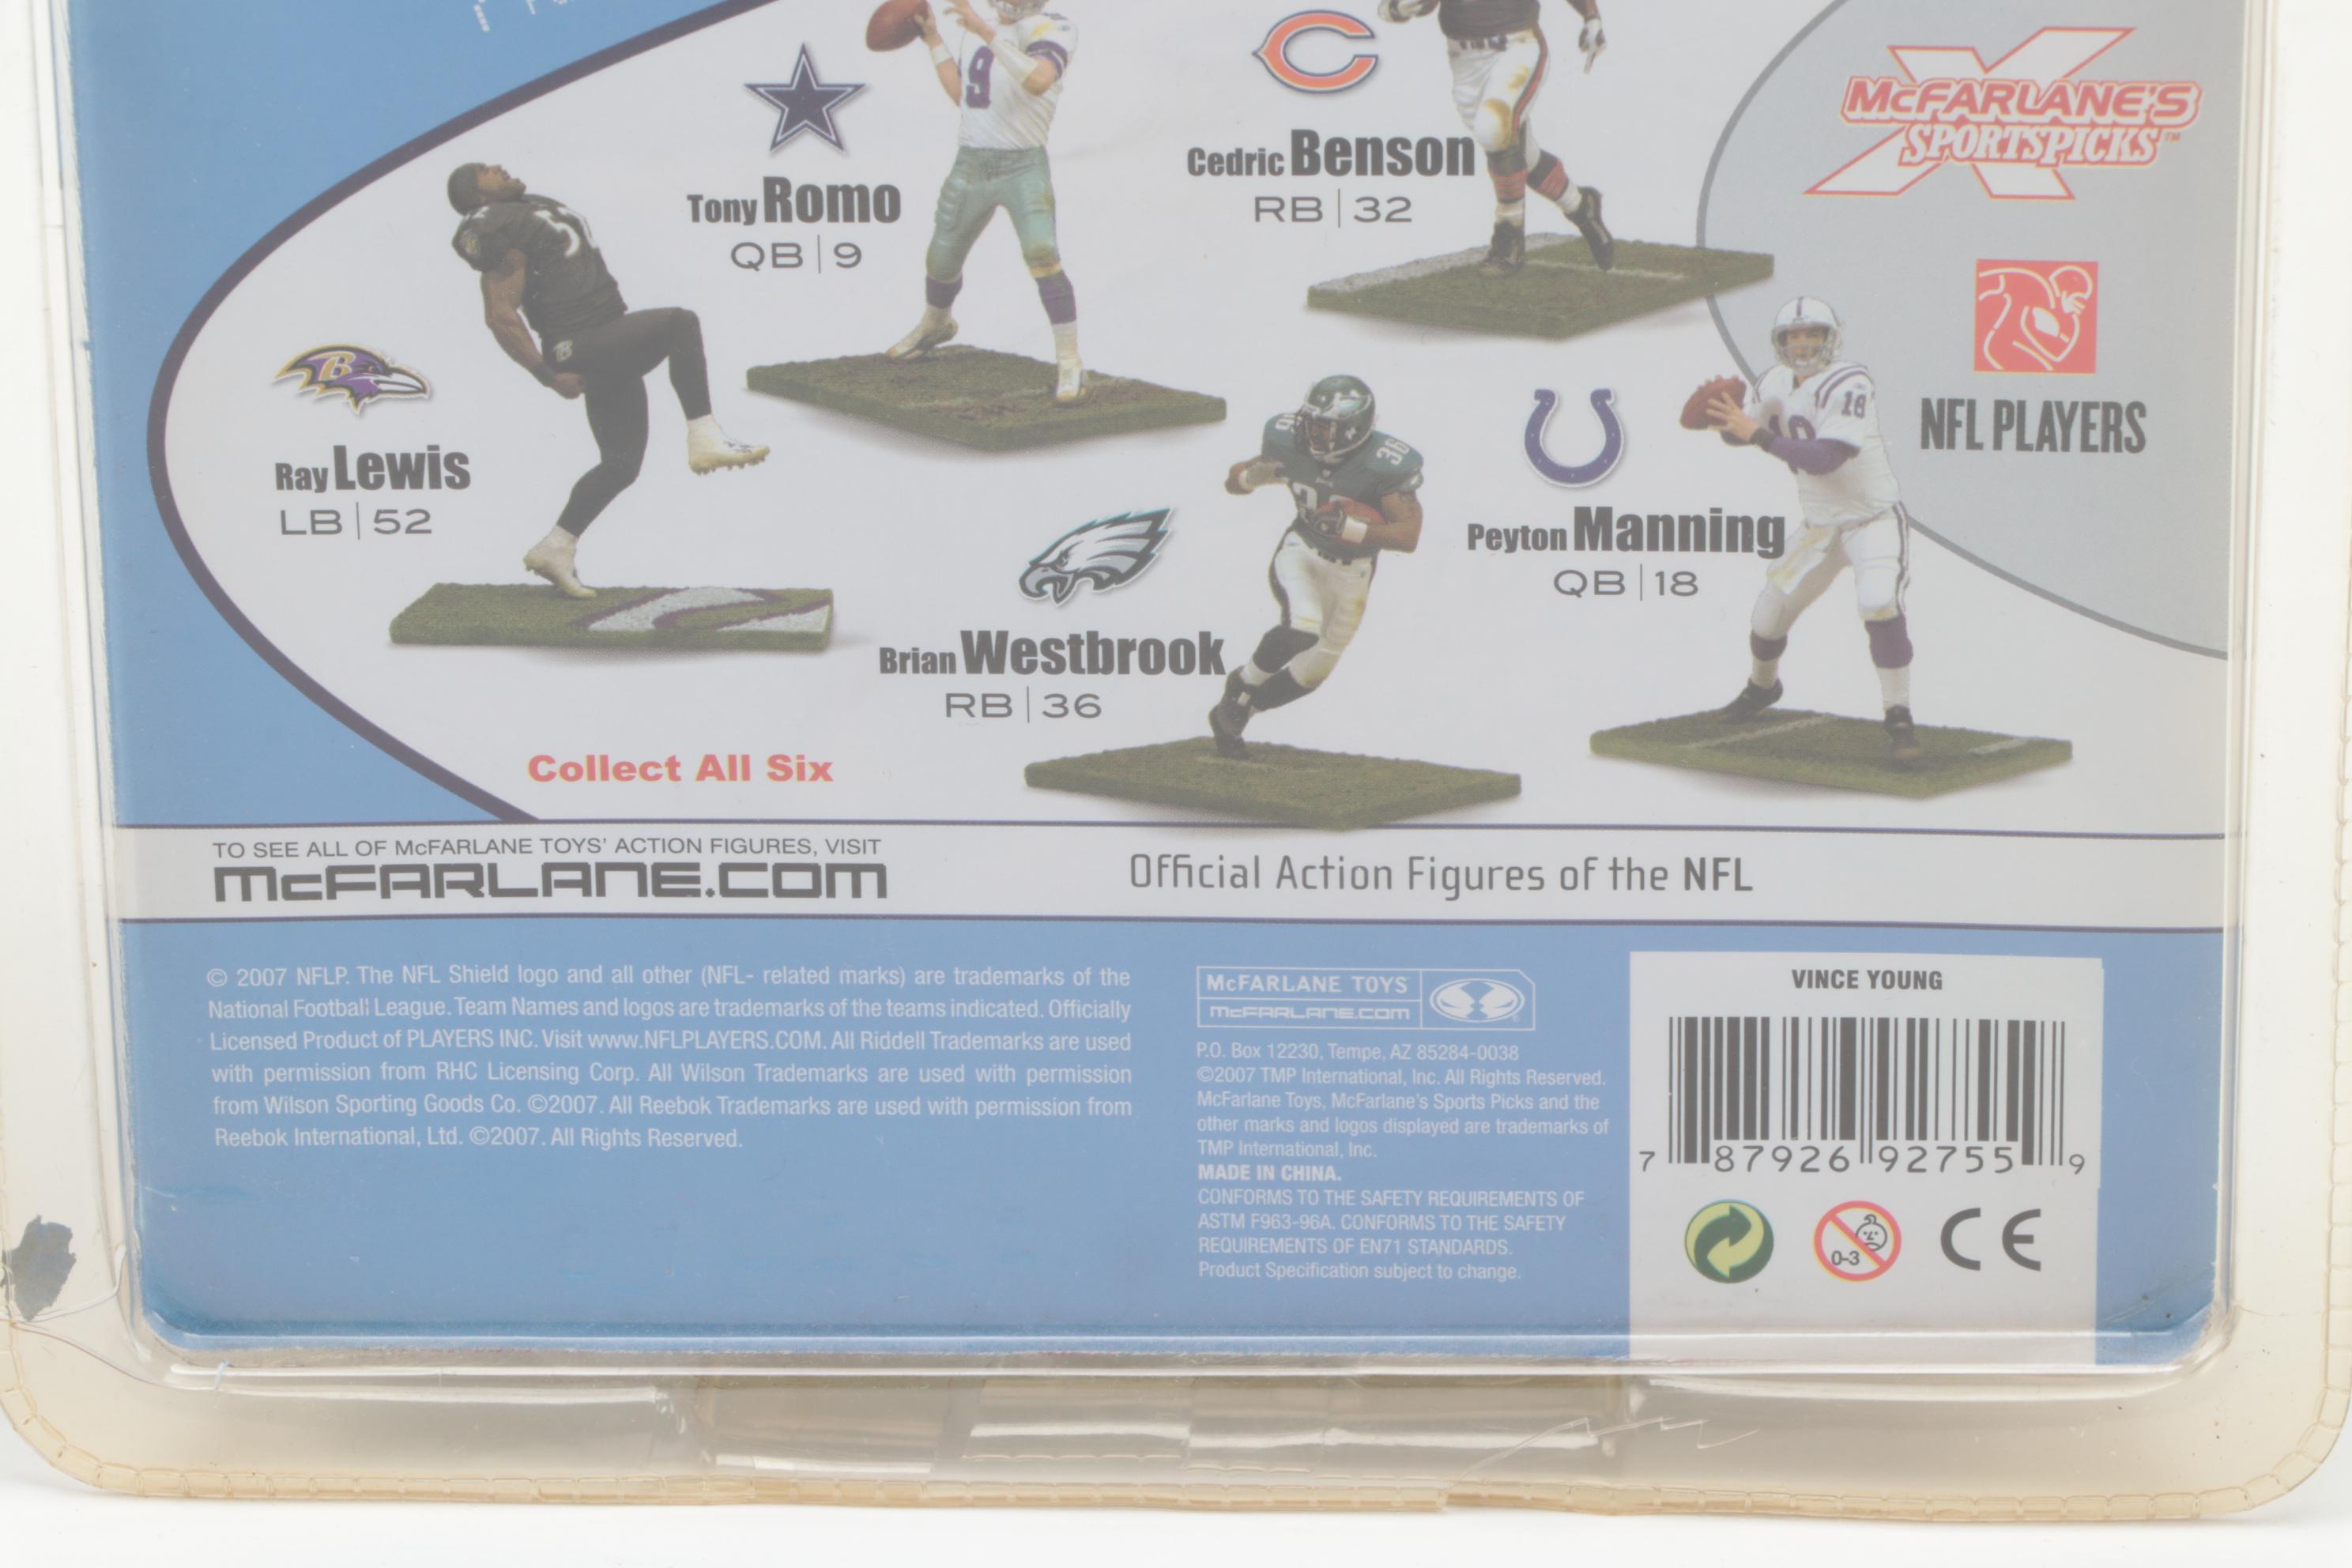 9
Cedric Benson
RB | 32
McFARLANE'S
SPORTSPICKS™
Tony Romo
QB | 9
NFL PLAYERS
18
Ray Lewis
LB | 52
36
Peyton Manning
QB | 18
Brian Westbrook
RB | 36
Collect All Six
TO SEE ALL OF McFARLANE TOYS' ACTION FIGURES, VISIT
McFARLANE.COM
Official Action Figures of the NFL
© 2007 NFLP. The NFL Shield logo and all other (NFL- related marks) are trademarks of the
National Football League. Team Names and logos are trademarks of the teams indicated. Officially
Licensed Product of PLAYERS INC. Visit www.NFLPLAYERS.COM. All Riddell Trademarks are used
with permission from RHC Licensing Corp. All Wilson Trademarks are used with permission
from Wilson Sporting Goods Co. ©2007. All Reebok Trademarks are used with permission from
Reebok International, Ltd. ©2007. All Rights Reserved.
McFARLANE TOYS
McFARLANE.COM
P.O. Box 12230, Tempe, AZ 85284-0038
©2007 TMP International, Inc. All Rights Reserved.
McFarlane Toys, McFarlane's Sports Picks and the
other marks and logos displayed are trademarks of
TMP International, Inc.
MADE IN CHINA.
CONFORMS TO THE SAFETY REQUIREMENTS OF
ASTM F963-96A. CONFORMS TO THE SAFETY
REQUIREMENTS OF EN71 STANDARDS.
Product Specification subject to change.
VINCE YOUNG
7 87926 92755 9
0-3
CE